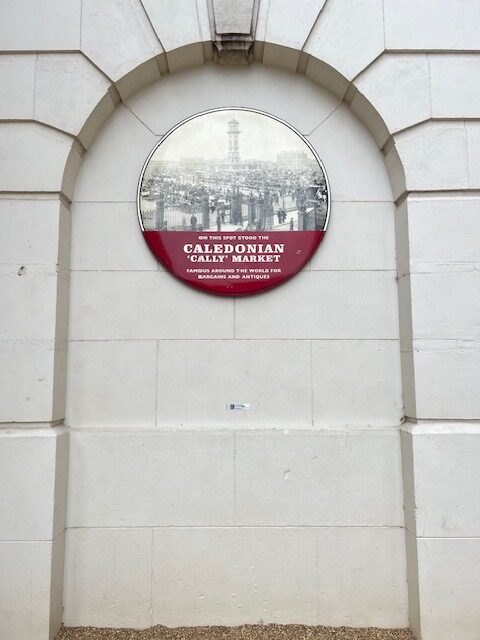 ON THIS SPOT STOOD THE
CALEDONIAN
'CALLY' MARKET
FAMOUS AROUND THE WORLD FOR
BARGAINS AND ANTIQUES